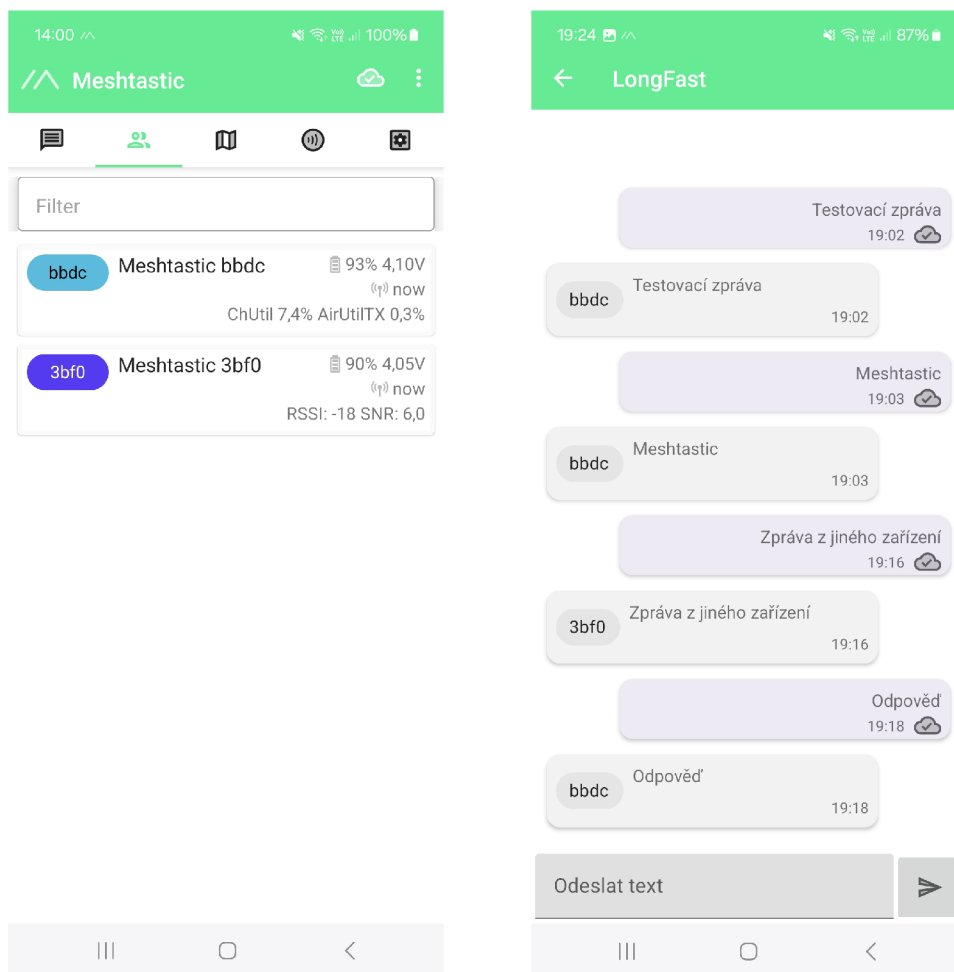 14:00
100%
Meshtastic
Filter
bbdc Meshtastic bbdc 93% 4,10V
now
ChUtil 7,4% AirUtilTX 0,3%
3bf0 Meshtastic 3bf0 90% 4,05V
now
RSSI: -18 SNR: 6,0
19:24
87%
LongFast
Testovací zpráva
19:02
bbdc Testovací zpráva
19:02
Meshtastic
19:03
bbdc Meshtastic
19:03
Zpráva z jiného zařízení
19:16
3bf0 Zpráva z jiného zařízení
19:16
Odpověď
19:18
bbdc Odpověď
19:18
Odeslat text